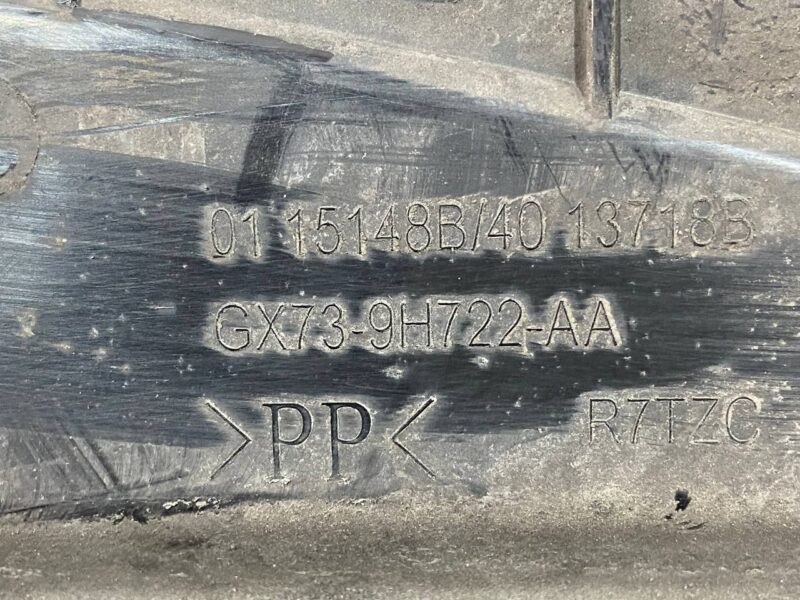 01 15148B/40 13718B
GX73-9H722-AA
>PP<
R7TZC